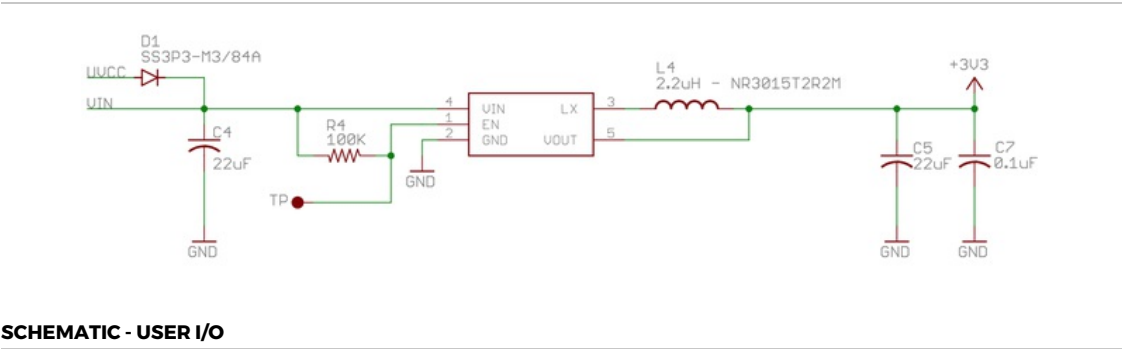 D1
SS3P3-M3/84A
UVCC
VIN
C4
22uF
GND
R4
100K
TP
4
1
2
GND
VIN
EN
GND
LX
VOUT
3
5
L4
2.2uH - NR3015T2R2M
+3V3
C5
22uF
GND
C7
0.1uF
GND
SCHEMATIC - USER I/O